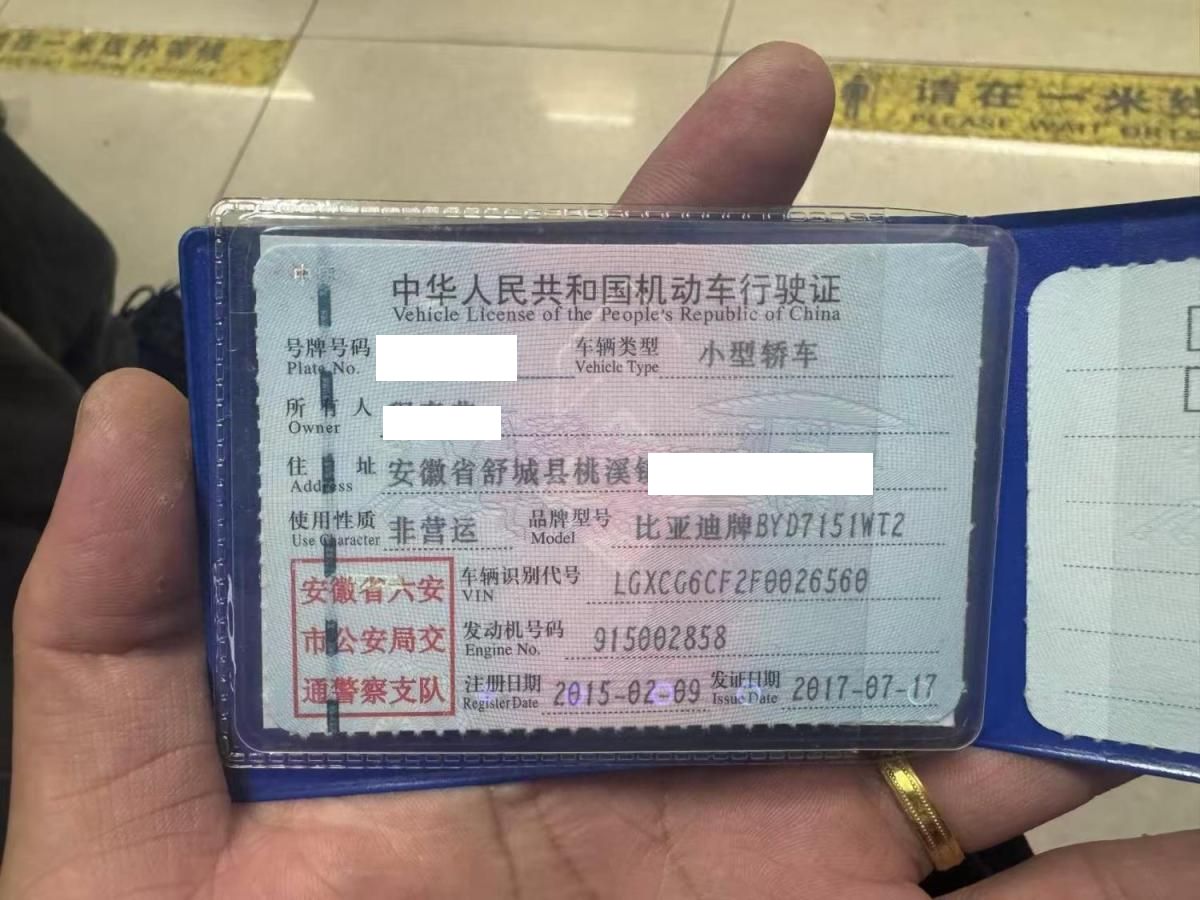 请在一米线
PLEASE WAIT
中华人民共和国机动车行驶证
Vehicle License of the People's Republic of China
号牌号码 车辆类型 小型轿车
Plate No. Vehicle Type
所有人
Owner
住址 安徽省舒城县桃溪镇
Address
使用性质 非营运 品牌型号 比亚迪牌BYD7151WT2
Use Character Model
安徽省六安
市公安局交
通警察支队
车辆识别代号 LGXCG6CF2F0026560
VIN
发动机号码 915002858
Engine No.
注册日期 2015-02-09 发证日期 2017-07-17
Register Date Issue Date